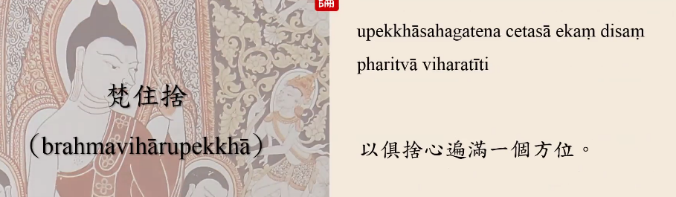 梵住捨
（brahmavihārupekkhā）
upekkhāsahagatena cetasā ekaṃ disaṃ
pharitvā viharatīti
以俱捨心遍滿一個方位。